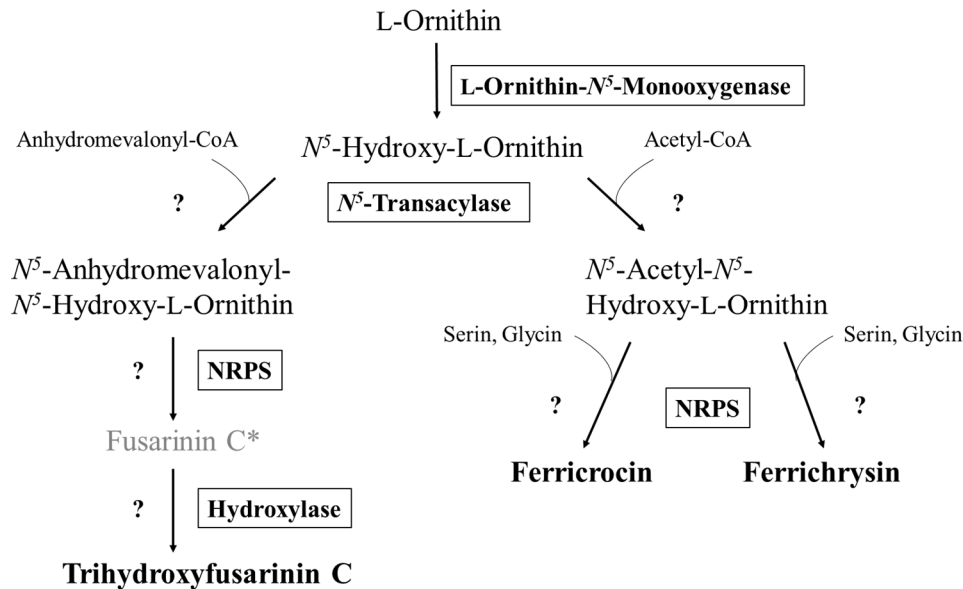 L-Ornithin
L-Ornithin-N⁵-Monooxygenase
Anhydromevalonyl-CoA
N⁵-Hydroxy-L-Ornithin
Acetyl-CoA
?
N⁵-Transacylase
?
N⁵-Anhydromevalonyl-
N⁵-Hydroxy-L-Ornithin
N⁵-Acetyl-N⁵-
Hydroxy-L-Ornithin
Serin, Glycin
Serin, Glycin
?
NRPS
?
NRPS
?
Fusarinin C*
Ferricrocin
Ferrichrysin
?
Hydroxylase
Trihydroxyfusarinin C